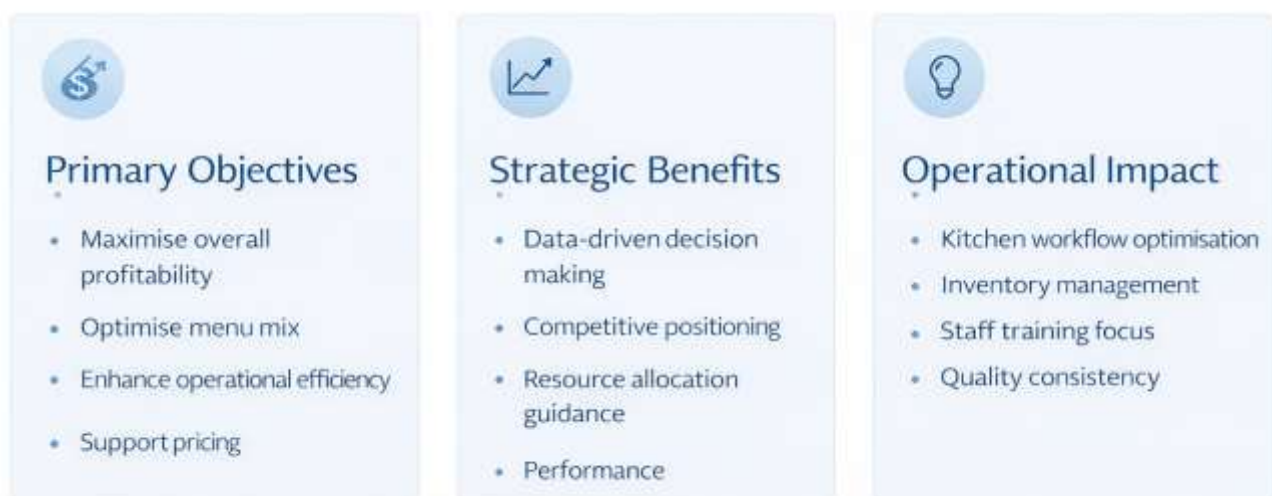 Primary Objectives
• Maximise overall
profitability
• Optimise menu mix
• Enhance operational efficiency
• Support pricing
Strategic Benefits
• Data-driven decision
making
• Competitive positioning
• Resource allocation
guidance
• Performance
Operational Impact
• Kitchen workflow optimisation
• Inventory management
• Staff training focus
• Quality consistency